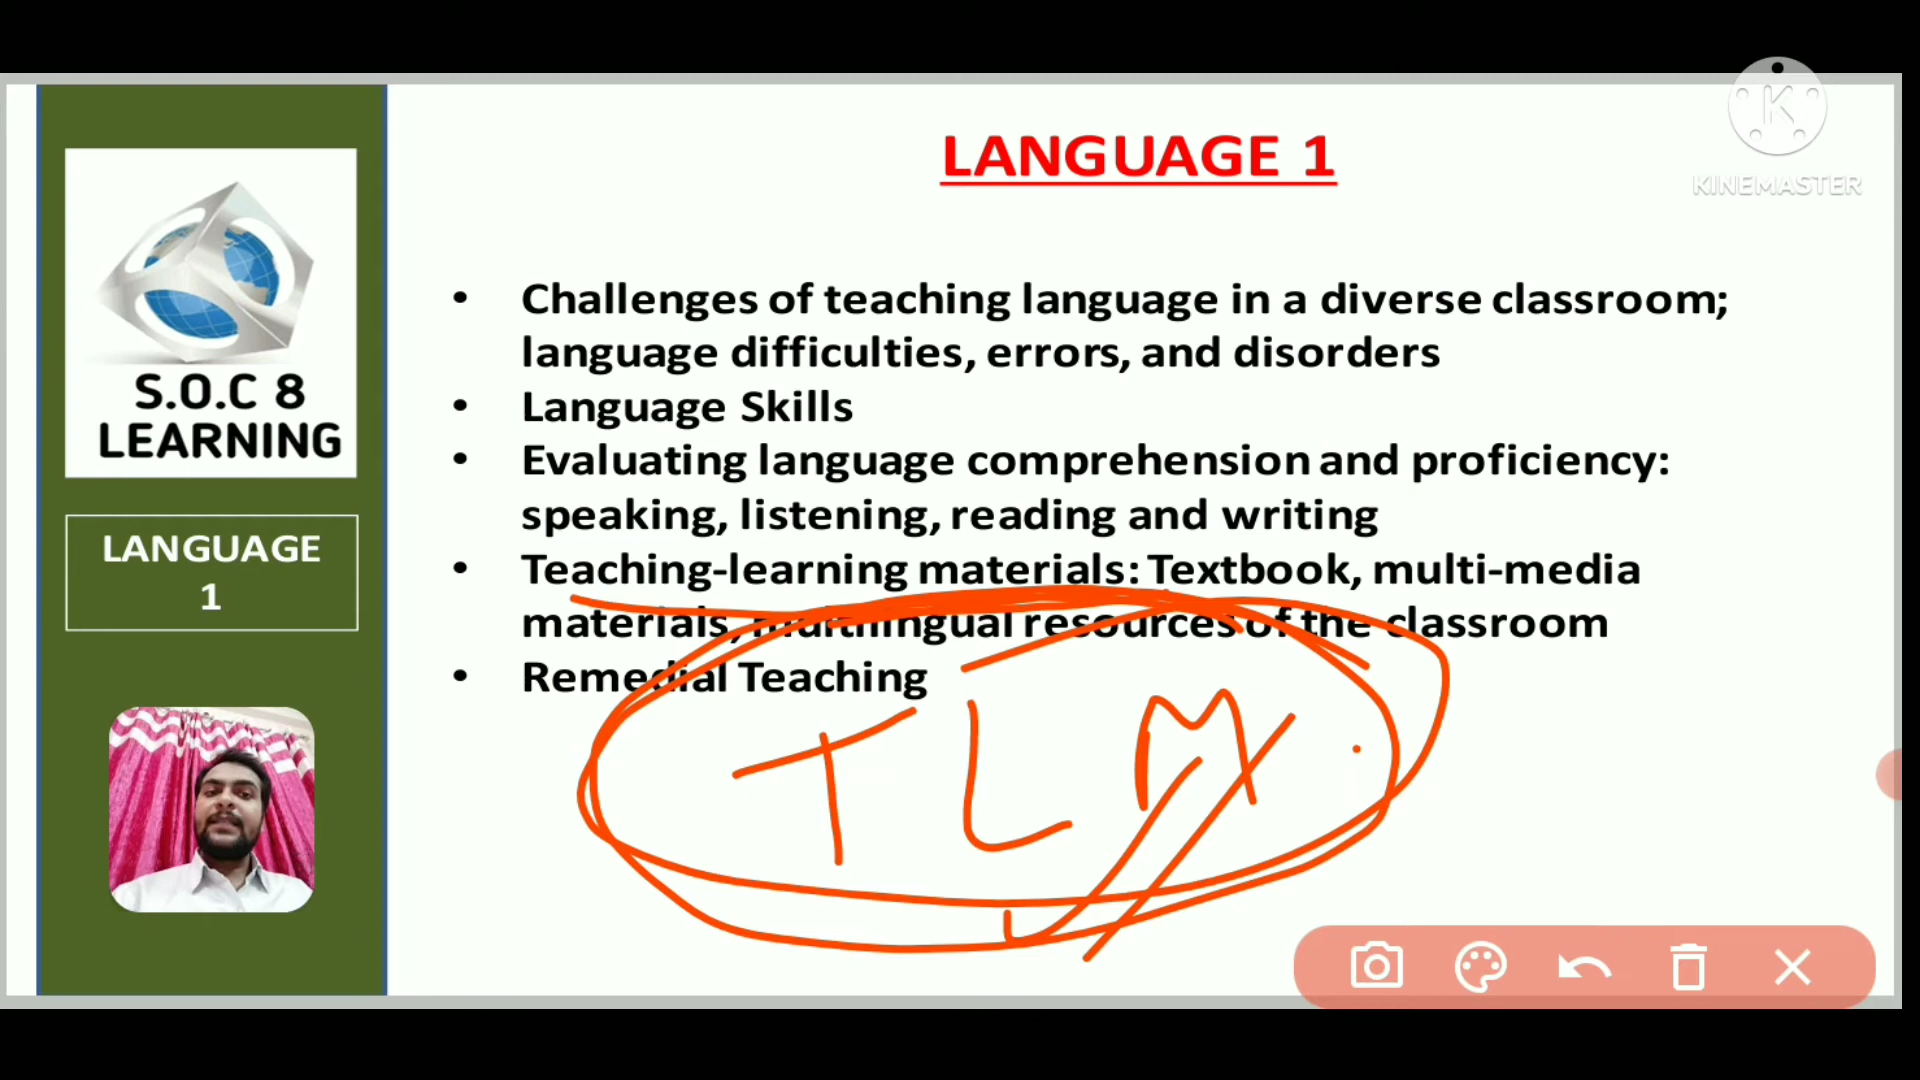 LANGUAGE 1
KINEMASTER
S.O.C 8
LEARNING
LANGUAGE
1
• Challenges of teaching language in a diverse classroom;
language difficulties, errors, and disorders
• Language Skills
• Evaluating language comprehension and proficiency:
speaking, listening, reading and writing
• Teaching-learning materials: Textbook, multi-media
materials, multilingual resources of the classroom
• Remedial Teaching
TLM